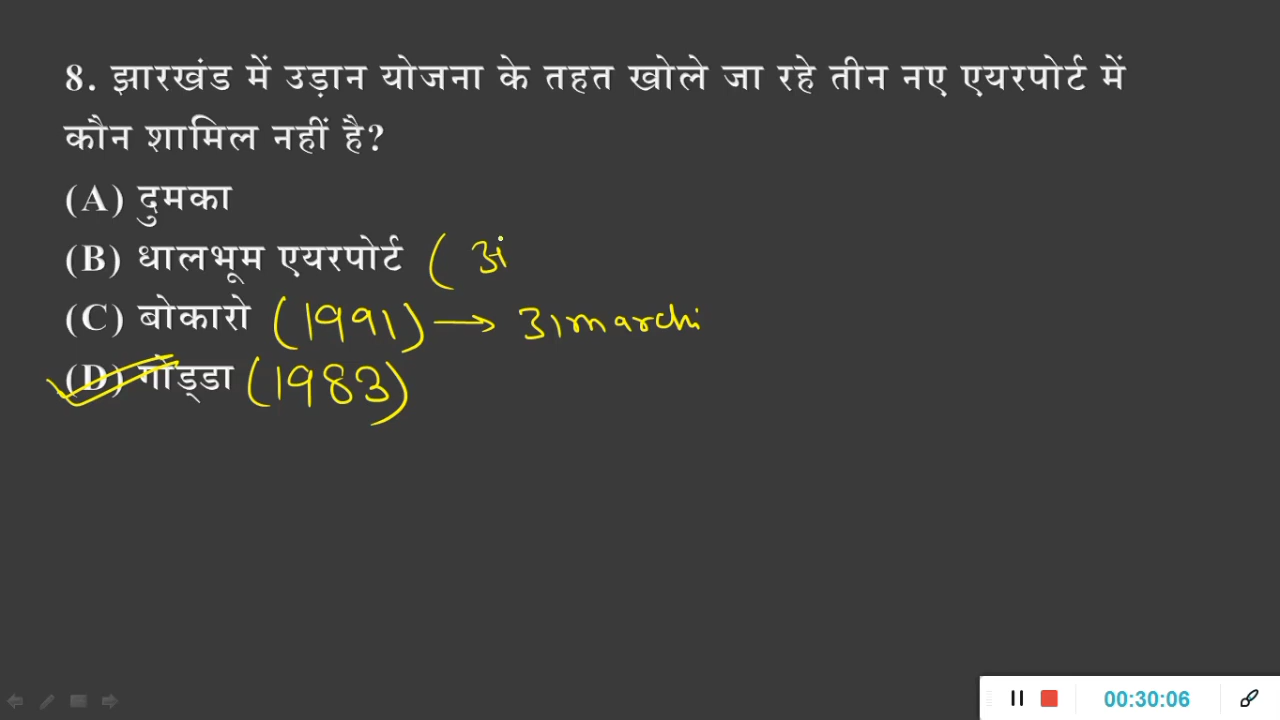 8. झारखंड में उड़ान योजना के तहत खोले जा रहे तीन नए एयरपोर्ट में
कौन शामिल नहीं है?
(A) दुमका
(B) धालभूम एयरपोर्ट ( अं
(C) बोकारो (1991) → 31 march
(D) गोड्डा (1983)
00:30:06